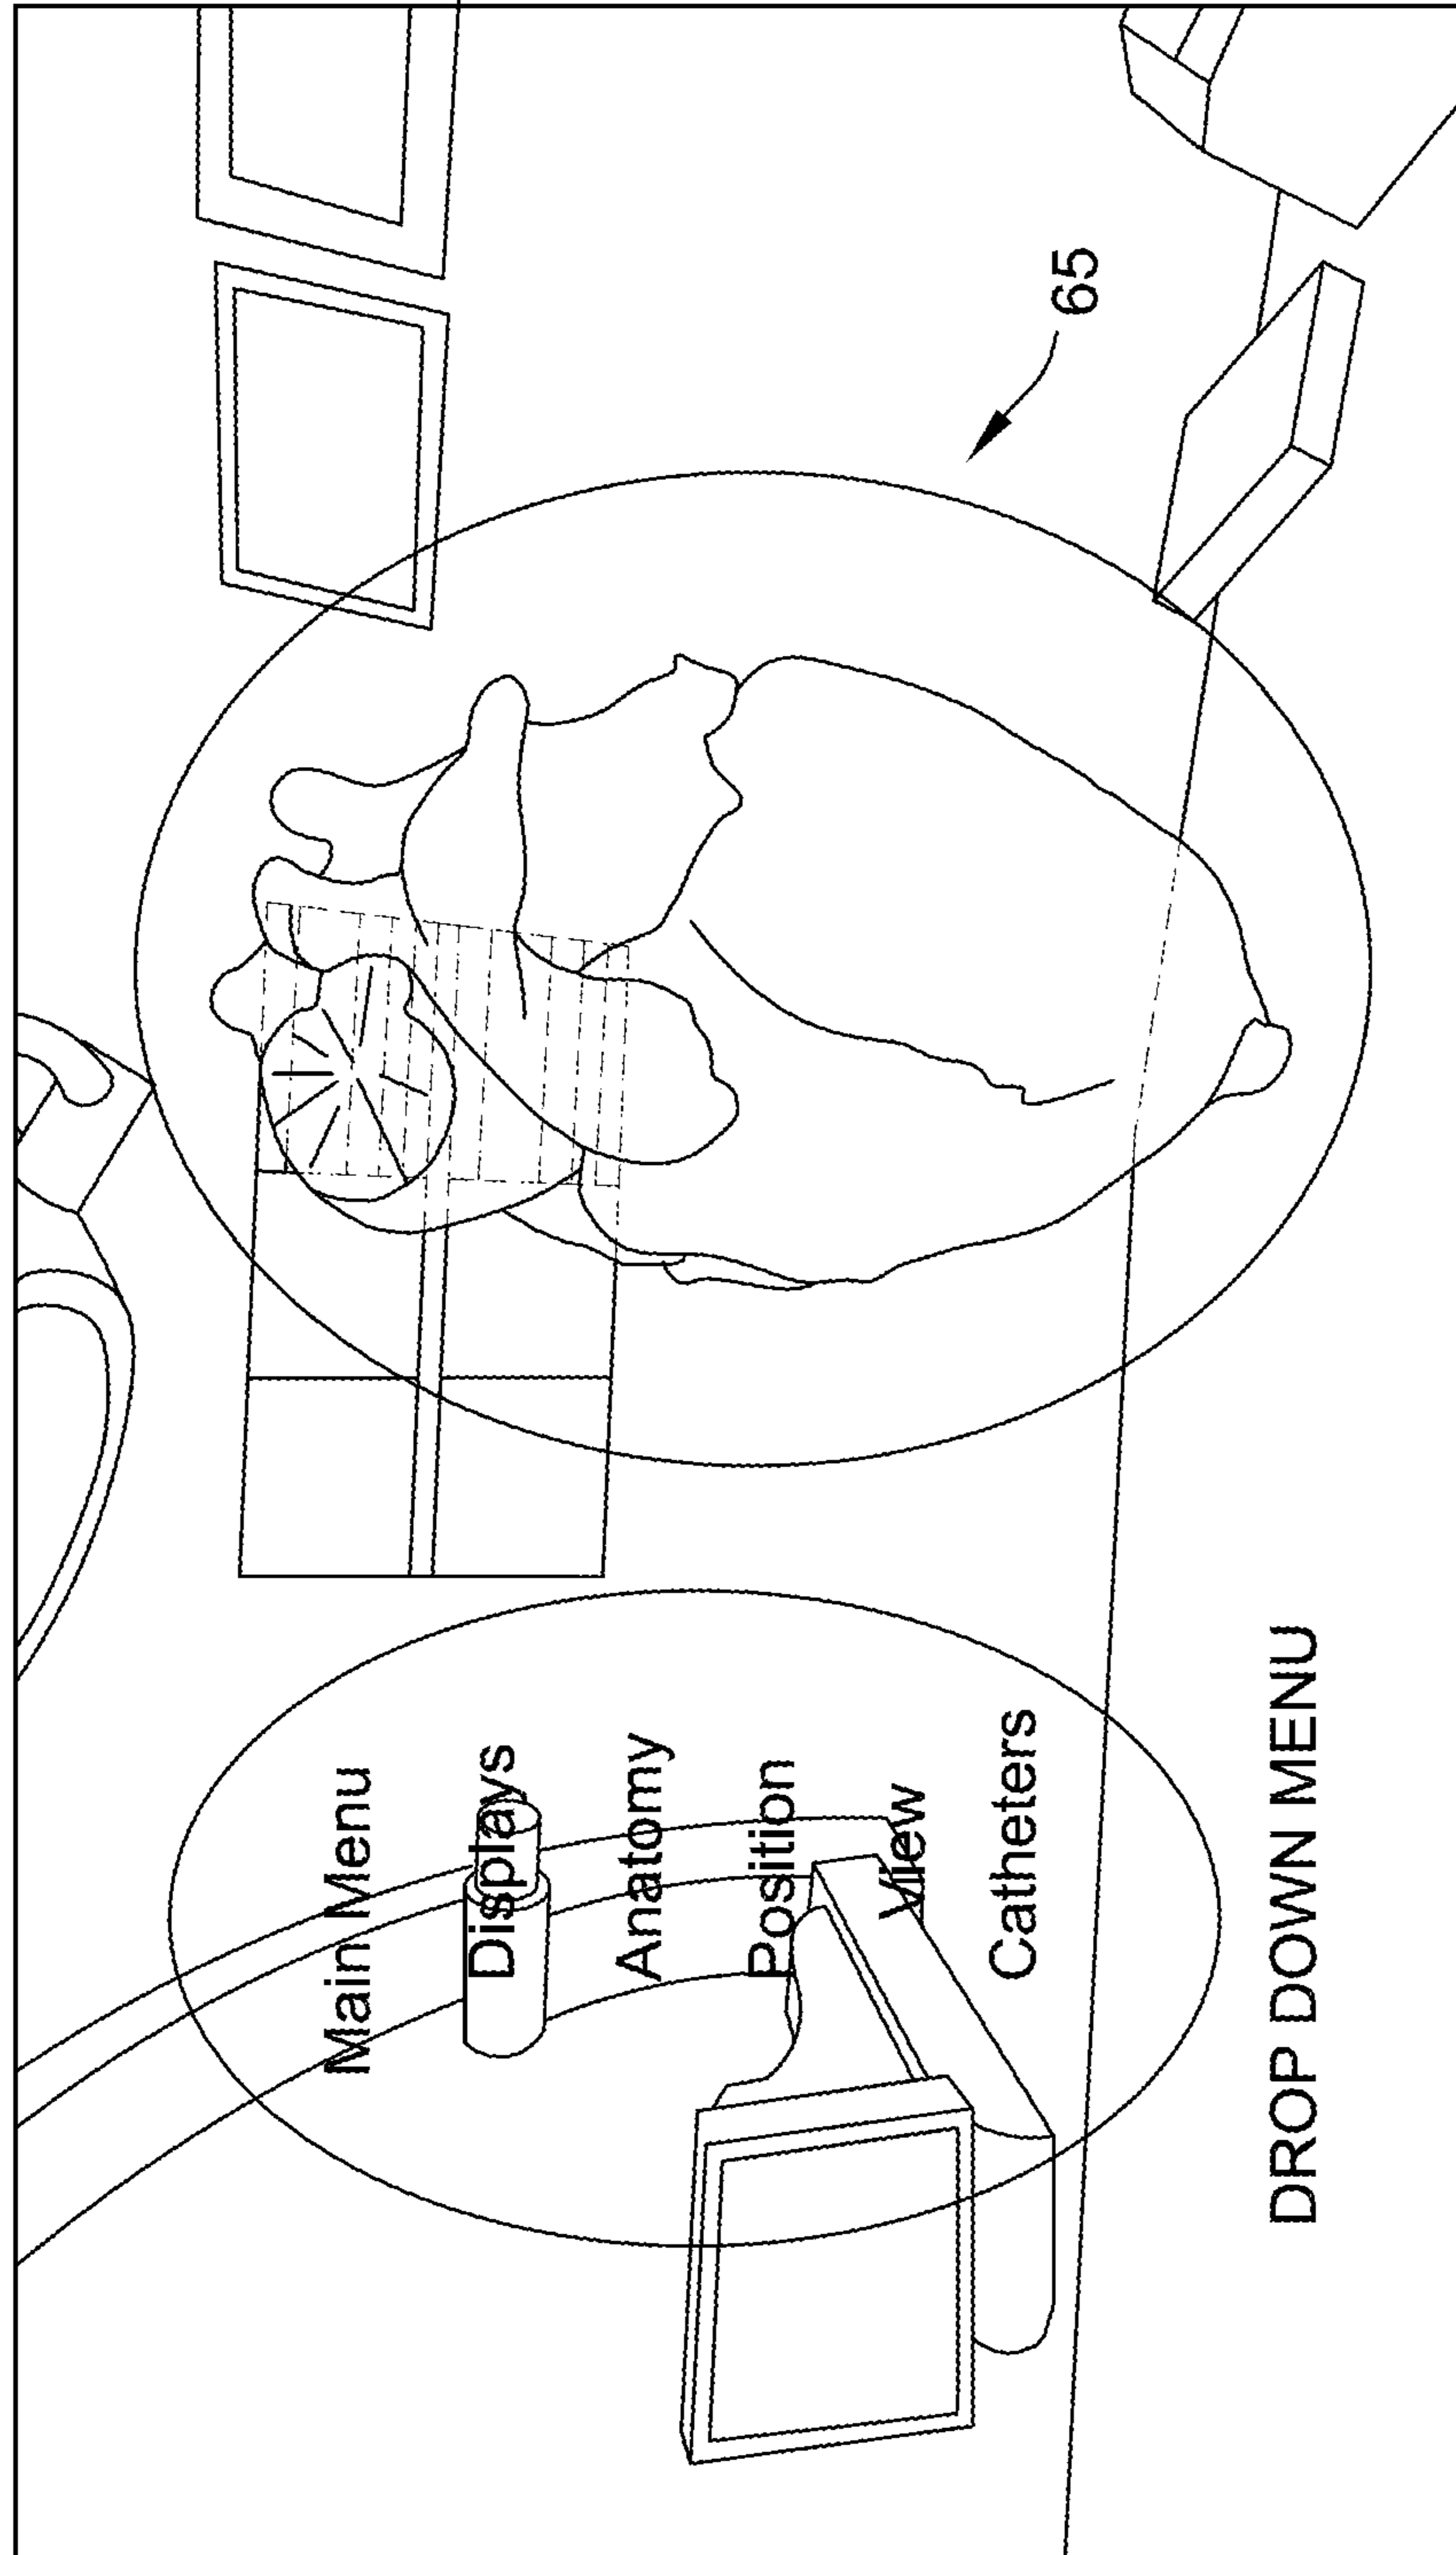 Main Menu
Displays
Anatomy
Position
View
Catheters
65
DROP DOWN MENU